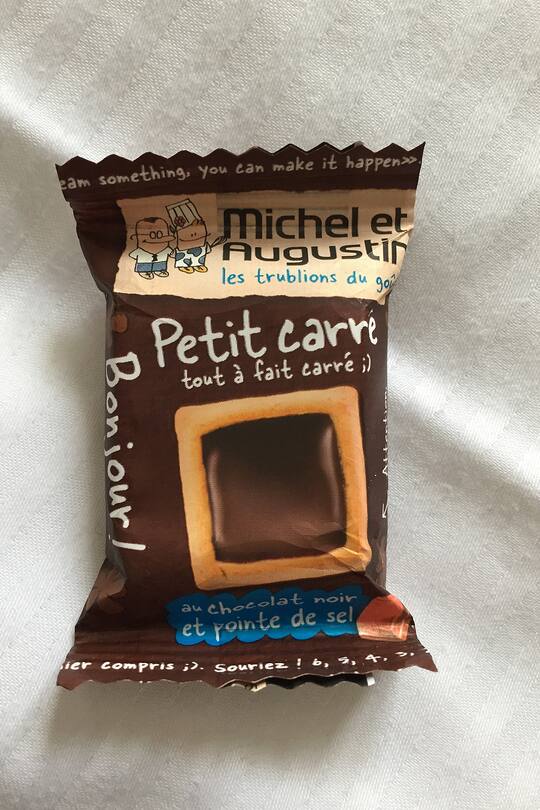 something, you can make it happen>>
Michel et
Augustin
les trublions du
Petit carré
tout à fait carré ;)
Bonjour !
au chocolat noir
et pointe de sel
compris ;). Souriez ! 6, 5, 4, 3,